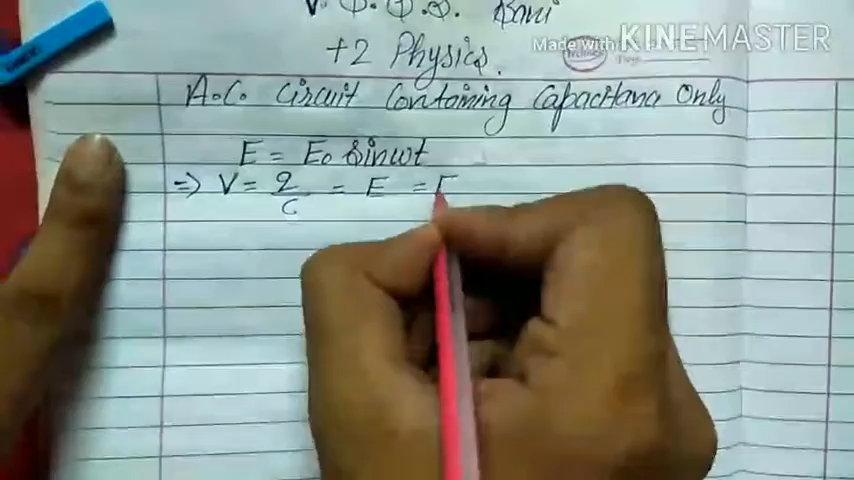 +2 Physics.
Made with KINEMASTER
A.C. Circuit Containing Capacitance Only
E = E₀ sinωt
⇒ V = q/c = E =